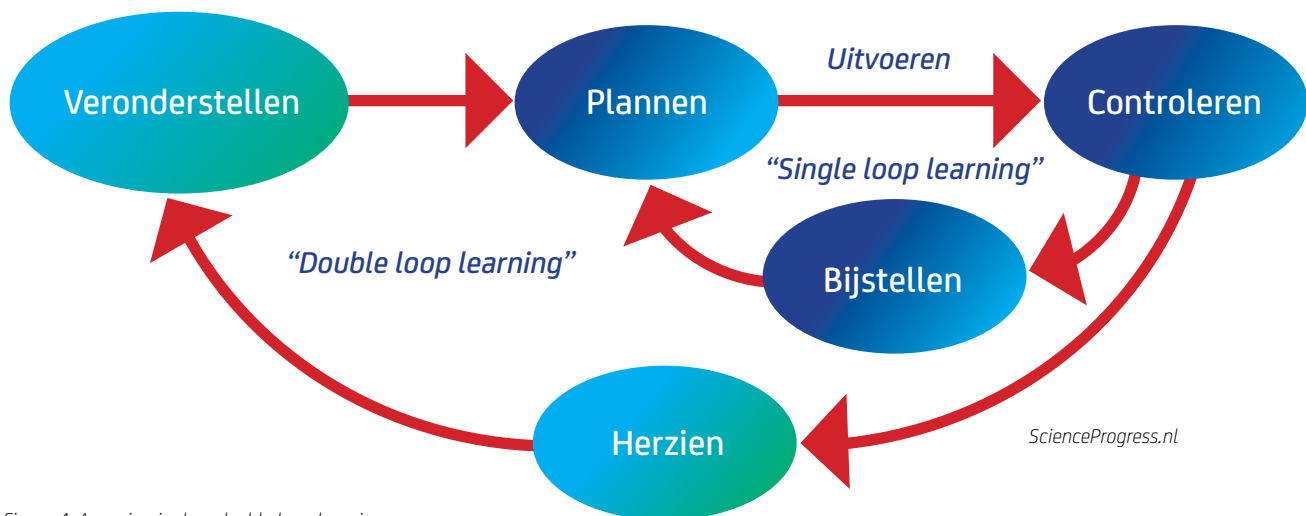 Veronderstellen
Plannen
Uitvoeren
Controleren
“Single loop learning”
“Double loop learning”
Bijstellen
Herzien
ScienceProgress.nl